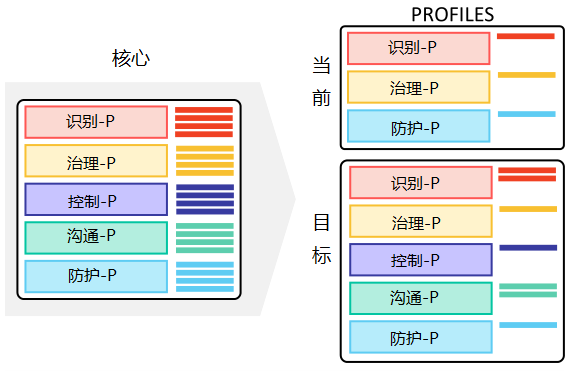 PROFILES
核心
识别-P
治理-P
控制-P
沟通-P
防护-P
当
前
识别-P
治理-P
防护-P
目
标
识别-P
治理-P
控制-P
沟通-P
防护-P